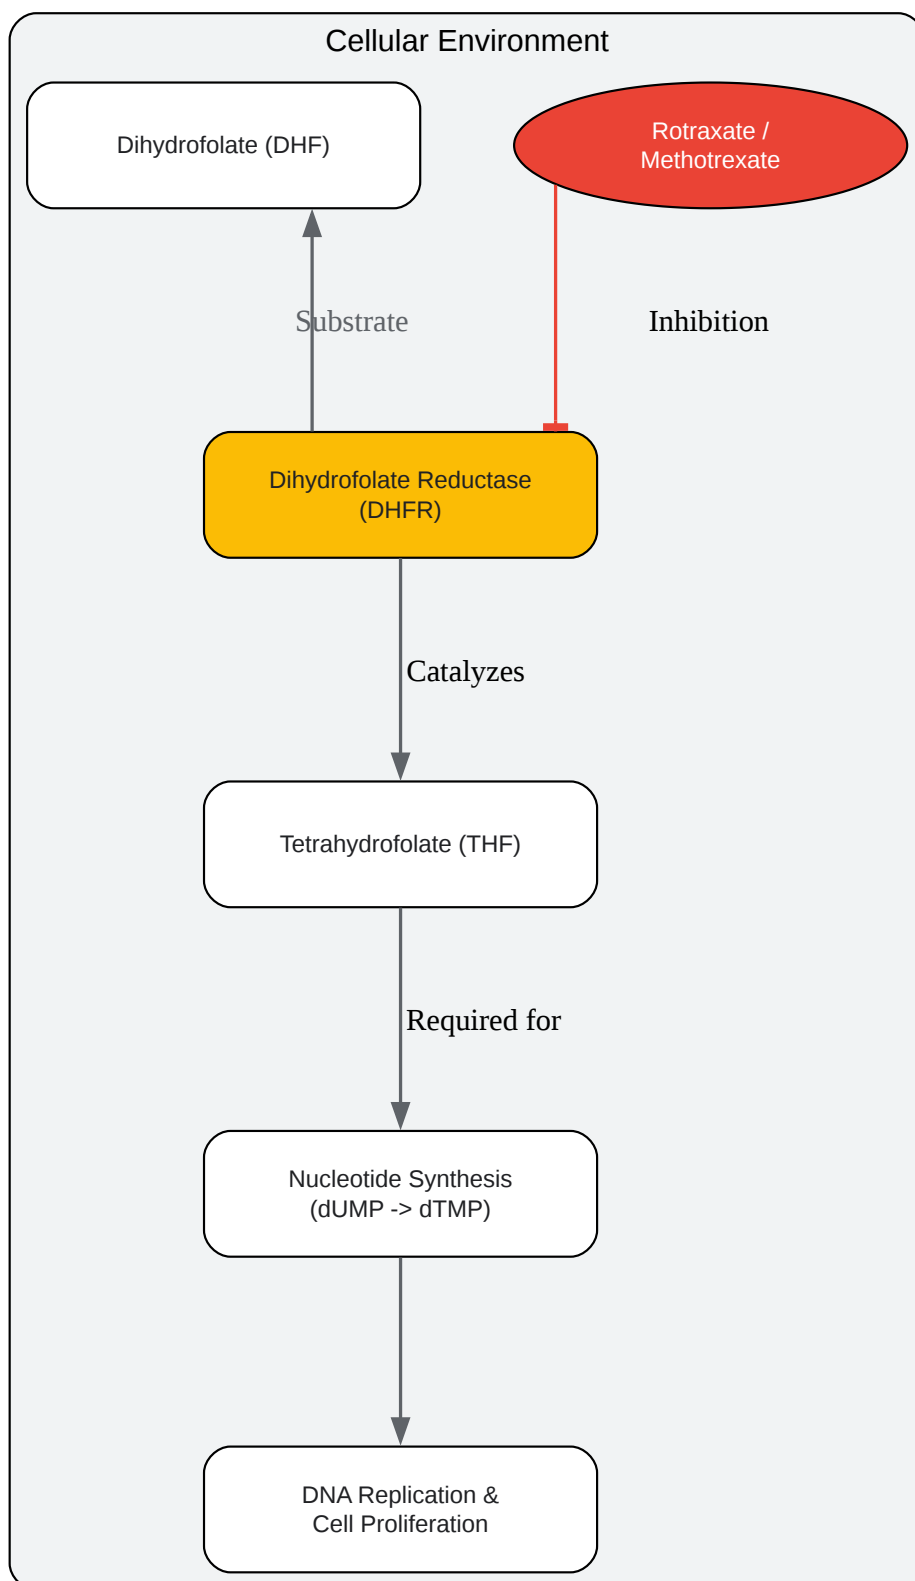 Cellular Environment
Dihydrofolate (DHF)
Rotraxate /
Methotrexate
Substrate
Inhibition
Dihydrofolate Reductase
(DHFR)
Catalyzes
Tetrahydrofolate (THF)
Required for
Nucleotide Synthesis
(dUMP -> dTMP)
DNA Replication &
Cell Proliferation